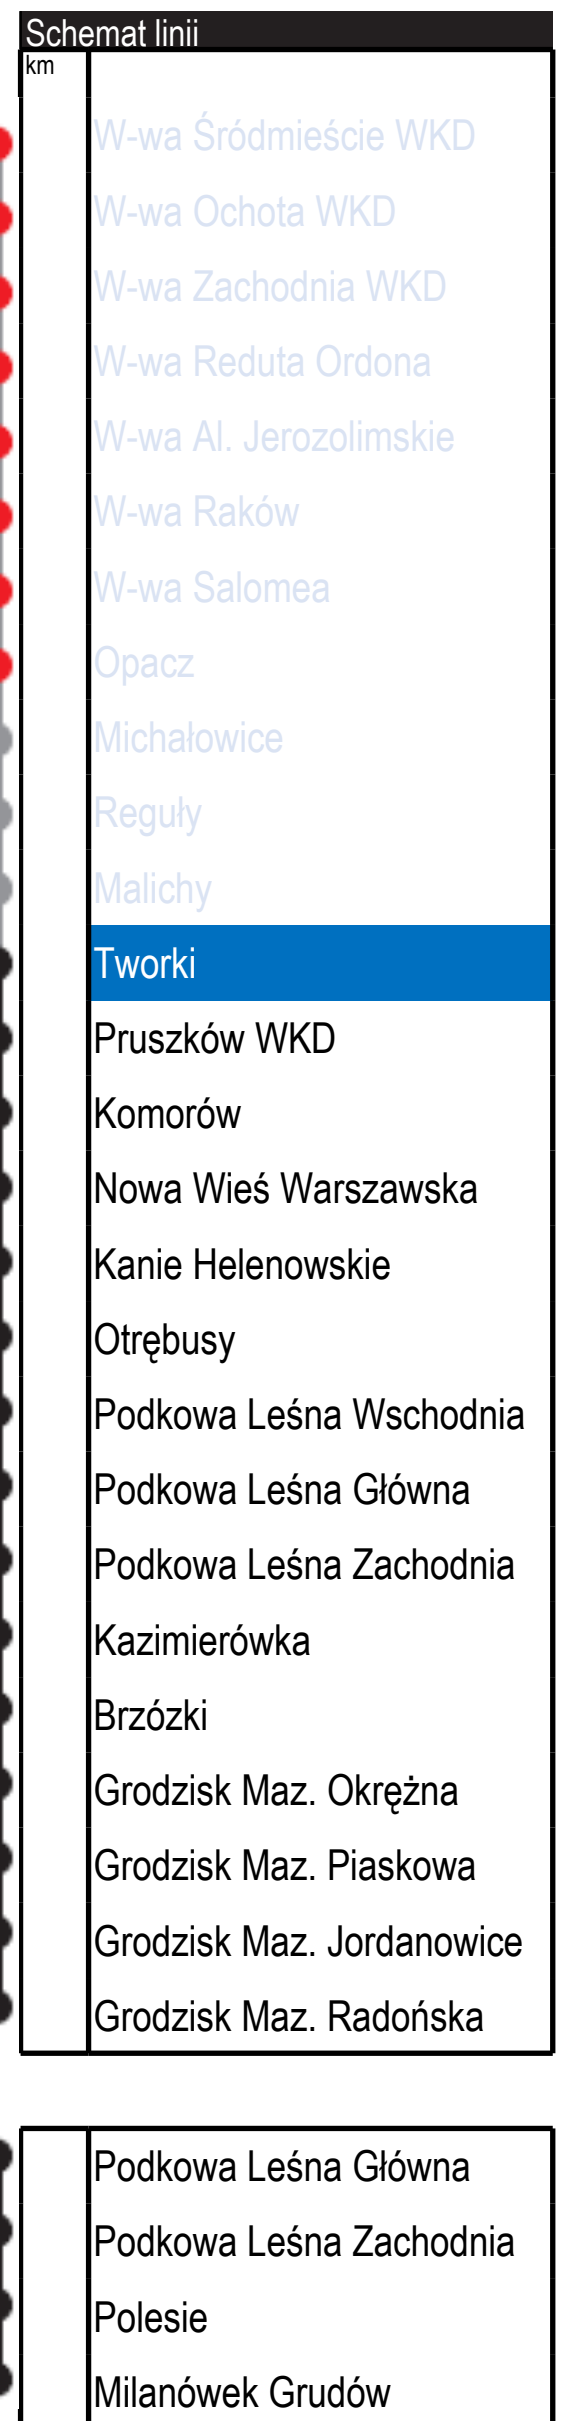 Schemat linii
km
W-wa Śródmieście WKD
W-wa Ochota WKD
W-wa Zachodnia WKD
W-wa Reduta Ordona
W-wa Al. Jerozolimskie
W-wa Raków
W-wa Salomea
Opacz
Michałowice
Reguły
Malichy
Tworki
Pruszków WKD
Komorów
Nowa Wieś Warszawska
Kanie Helenowskie
Otrębusy
Podkowa Leśna Wschodnia
Podkowa Leśna Główna
Podkowa Leśna Zachodnia
Kazimierówka
Brzózki
Grodzisk Maz. Okrężna
Grodzisk Maz. Piaskowa
Grodzisk Maz. Jordanowice
Grodzisk Maz. Radońska
Podkowa Leśna Główna
Podkowa Leśna Zachodnia
Polesie
Milanówek Grudów